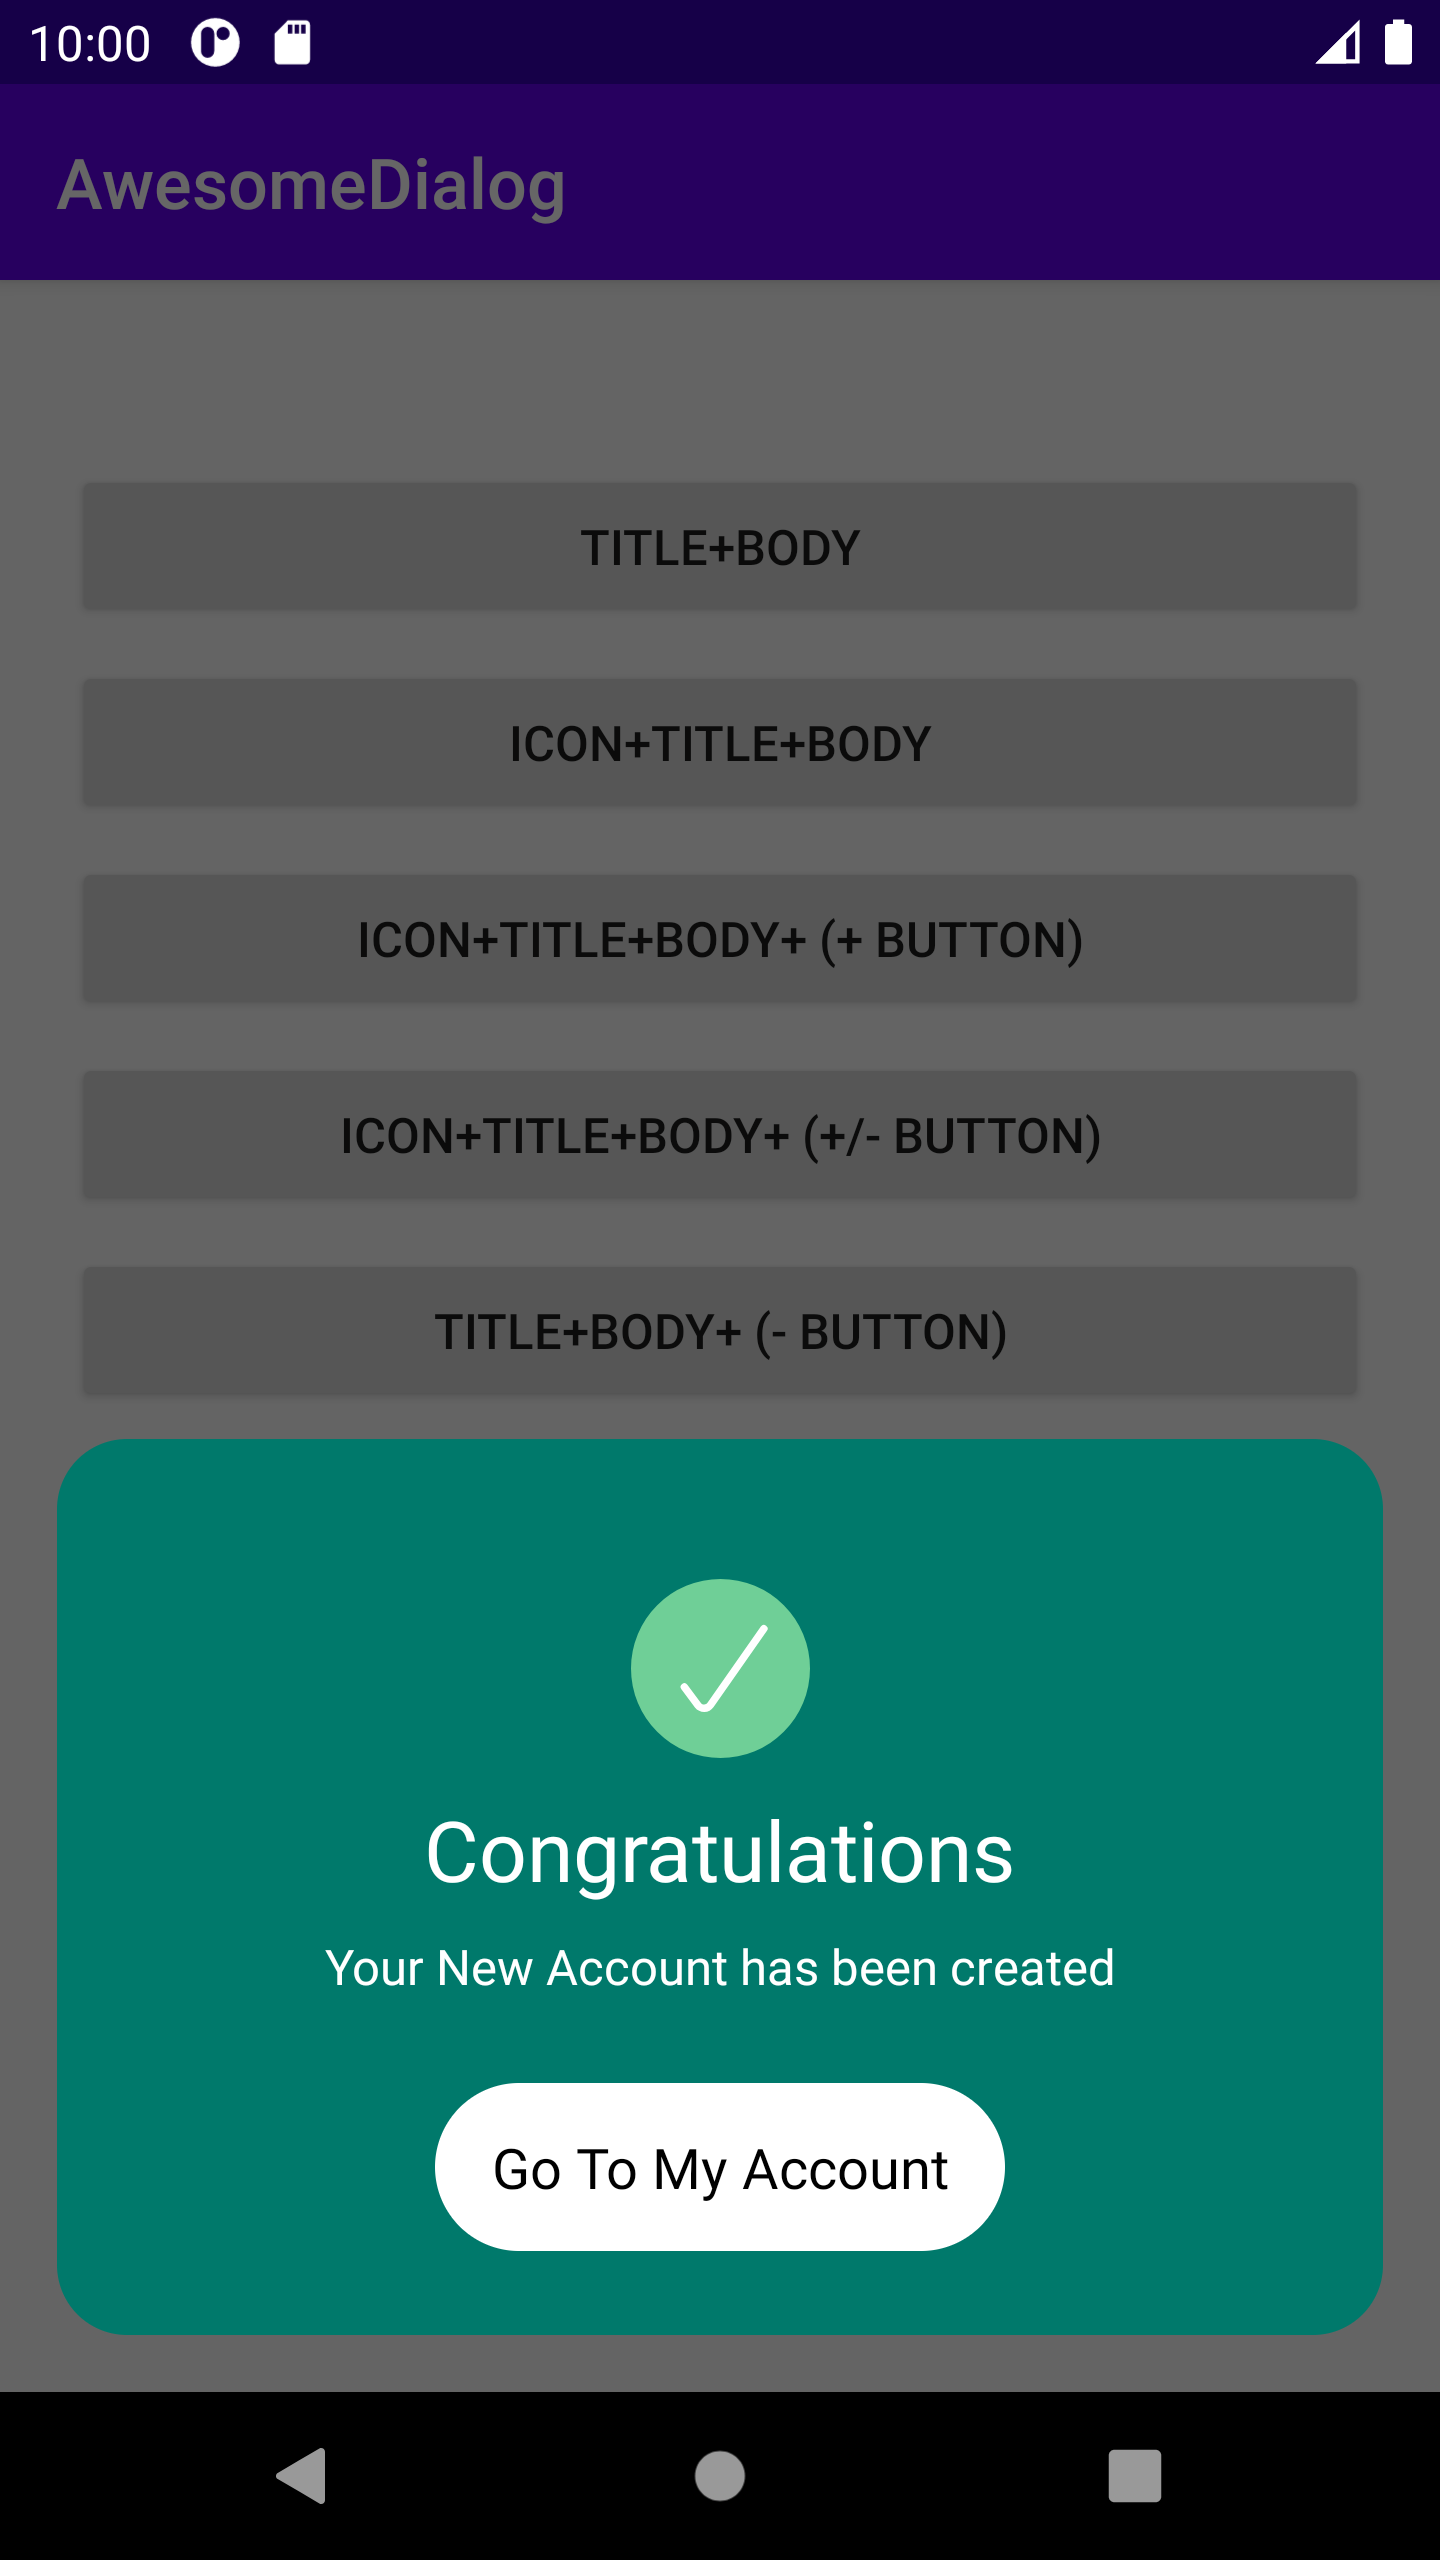 10:00
AwesomeDialog
TITLE+BODY
ICON+TITLE+BODY
ICON+TITLE+BODY+ (+ BUTTON)
ICON+TITLE+BODY+ (+/- BUTTON)
TITLE+BODY+ (- BUTTON)
Congratulations
Your New Account has been created
Go To My Account